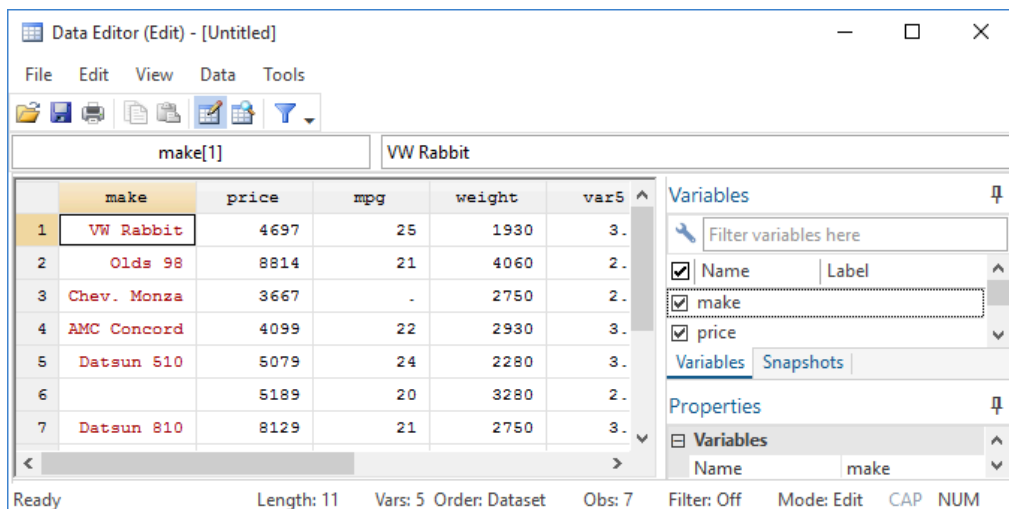 Data Editor (Edit) - [Untitled]
File Edit View Data Tools
make[1] VW Rabbit
make price mpg weight var5
1 VW Rabbit 4697 25 1930 3.
2 Olds 98 8814 21 4060 2.
3 Chev. Monza 3667 . 2750 2.
4 AMC Concord 4099 22 2930 3.
5 Datsun 510 5079 24 2280 3.
6 5189 20 3280 2.
7 Datsun 810 8129 21 2750 3.
Variables
Filter variables here
Name Label
make
price
Variables Snapshots
Properties
Variables
Name make
Ready Length: 11 Vars: 5 Order: Dataset Obs: 7 Filter: Off Mode: Edit CAP NUM